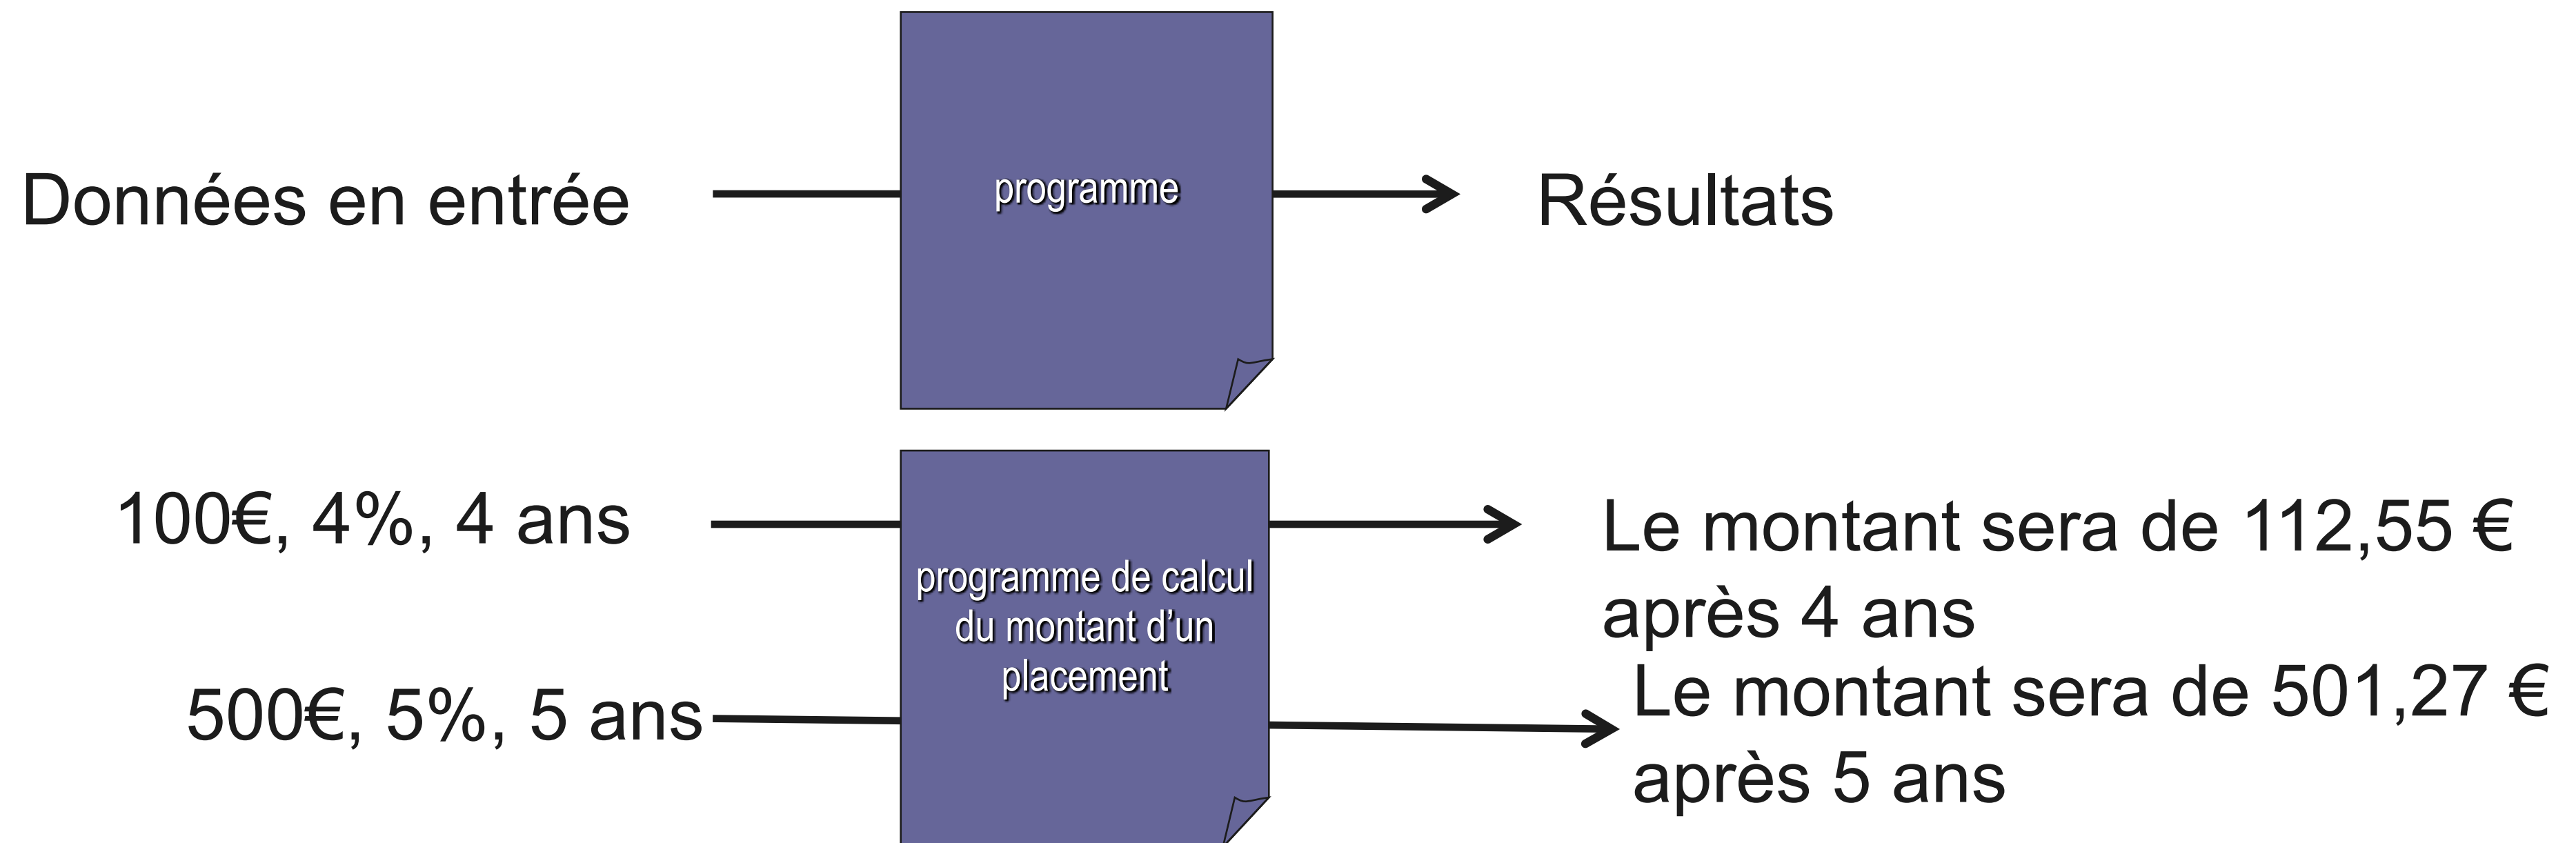 Données en entrée
programme
Résultats
100€, 4%, 4 ans
programme de calcul
du montant d’un
placement
Le montant sera de 112,55 €
après 4 ans
500€, 5%, 5 ans
Le montant sera de 501,27 €
après 5 ans